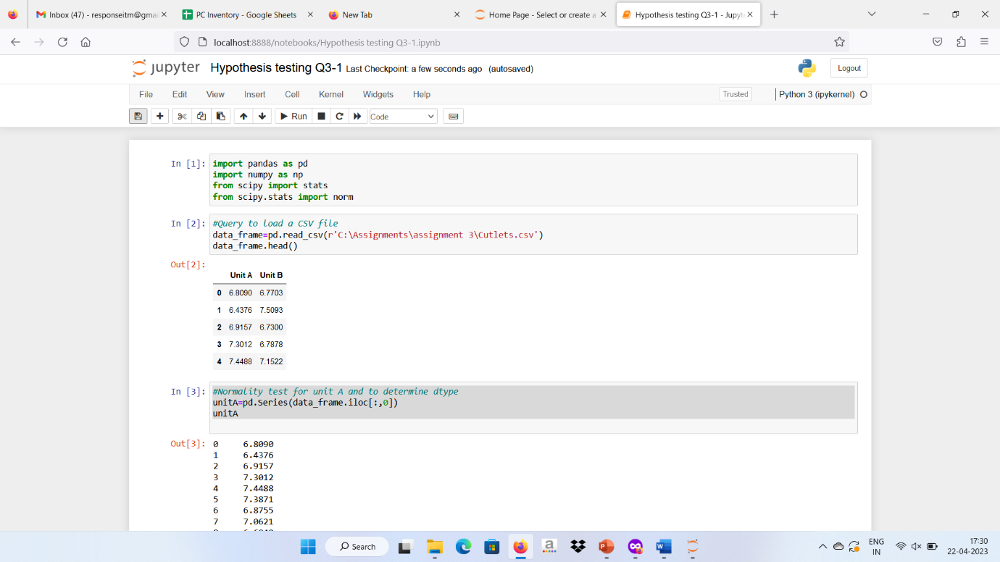 Inbox (47) - responseitm@gmai
PC Inventory - Google Sheets
New Tab
Home Page - Select or create a
Hypothesis testing Q3-1 - Jupyt
localhost:8888/notebooks/Hypothesis testing Q3-1.ipynb
jupyter Hypothesis testing Q3-1 Last Checkpoint: a few seconds ago (autosaved)
Logout
File Edit View Insert Cell Kernel Widgets Help
Trusted
Python 3 (ipykernel)
Run
Code
In [1]:
import pandas as pd
import numpy as np
from scipy import stats
from scipy.stats import norm
In [2]:
#Query to load a CSV file
data_frame=pd.read_csv(r'C:\Assignments\assignment 3\Cutlets.csv')
data_frame.head()
Out[2]:
Unit A Unit B
0 6.8090 6.7703
1 6.4376 7.5093
2 6.9157 6.7300
3 7.3012 6.7878
4 7.4488 7.1522
In [3]:
#Normality test for unit A and to determine dtype
unitA=pd.Series(data_frame.iloc[:,0])
unitA
Out[3]:
0 6.8090
1 6.4376
2 6.9157
3 7.3012
4 7.4488
5 7.3871
6 6.8755
7 7.0621
Search
ENG
IN
17:30
22-04-2023